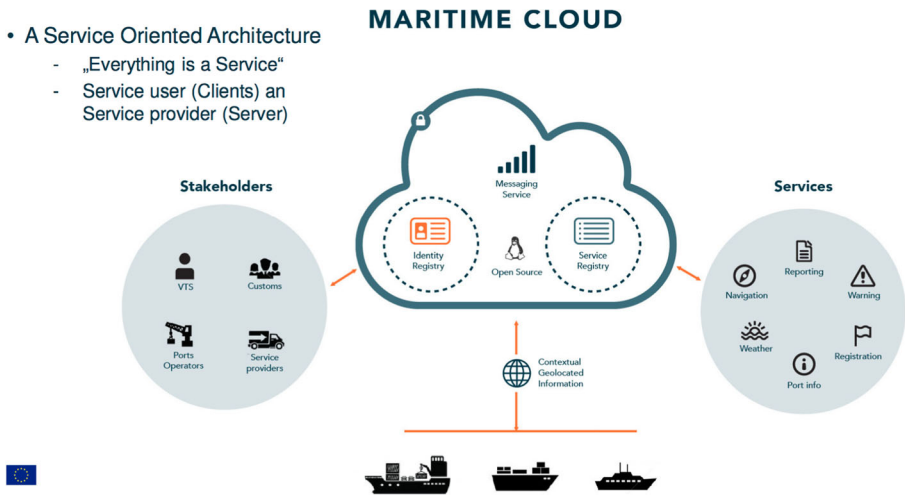 MARITIME CLOUD
• A Service Oriented Architecture
- „Everything is a Service“
- Service user (Clients) an
Service provider (Server)
Stakeholders
VTS
Customs
Ports
Operators
Service
providers
Messaging
Service
Identity
Registry
Open Source
Service
Registry
Contextual
Geolocated
Information
Services
Reporting
Navigation
Warning
Weather
Registration
Port info